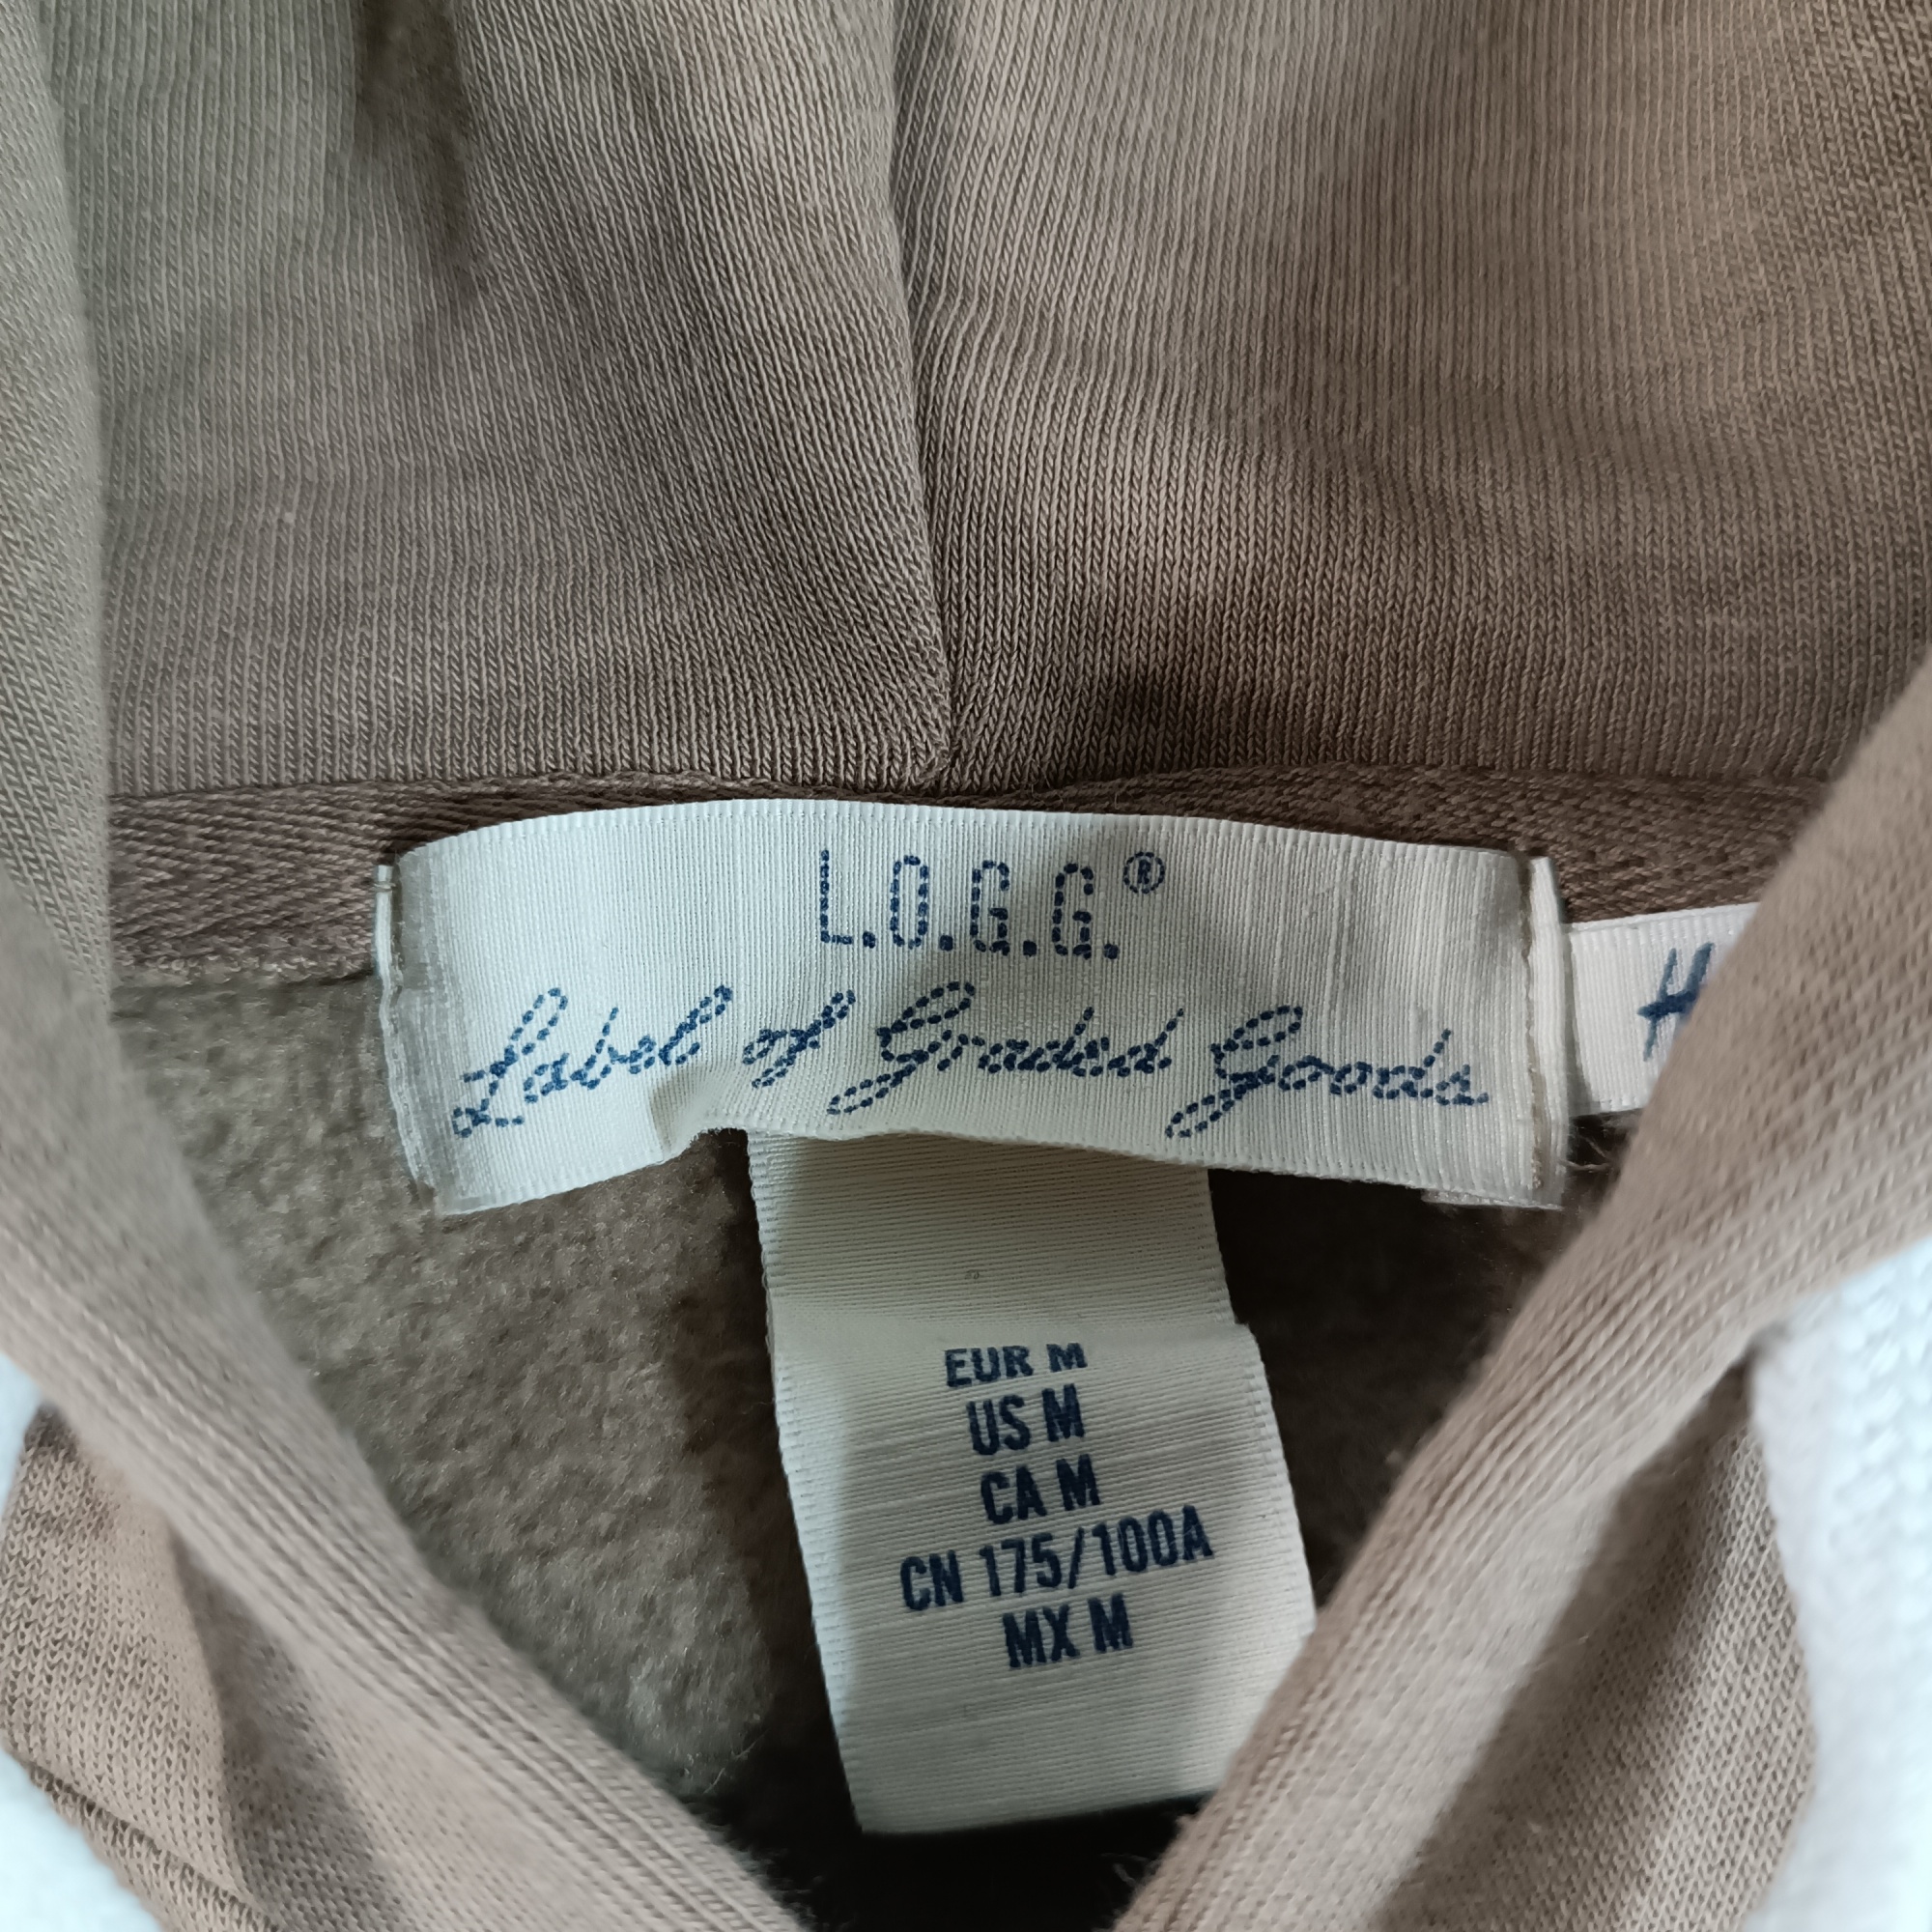 L.O.G.G.®
Label of Graded Goods
H
EUR M
US M
CA M
CN 175/100A
MX M